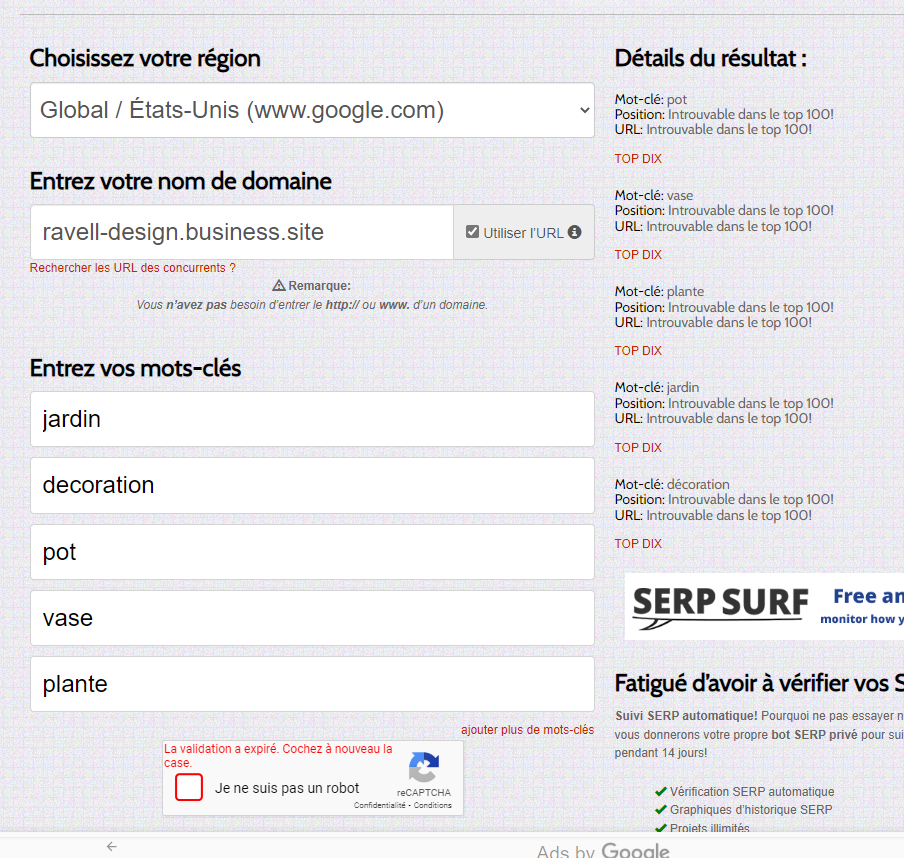 Choisissez votre région
Global / États-Unis (www.google.com)
Entrez votre nom de domaine
ravell-design.business.site
Utiliser l'URL
Rechercher les URL des concurrents ?
Remarque:
Vous n'avez pas besoin d'entrer le http:// ou www. d'un domaine.
Entrez vos mots-clés
jardin
decoration
pot
vase
plante
ajouter plus de mots-clés
La validation a expiré. Cochez à nouveau la
case.
Je ne suis pas un robot
reCAPTCHA
Confidentialité - Conditions
Détails du résultat :
Mot-clé: pot
Position: Introuvable dans le top 100!
URL: Introuvable dans le top 100!
TOP DIX
Mot-clé: vase
Position: Introuvable dans le top 100!
URL: Introuvable dans le top 100!
TOP DIX
Mot-clé: plante
Position: Introuvable dans le top 100!
URL: Introuvable dans le top 100!
TOP DIX
Mot-clé: jardin
Position: Introuvable dans le top 100!
URL: Introuvable dans le top 100!
TOP DIX
Mot-clé: décoration
Position: Introuvable dans le top 100!
URL: Introuvable dans le top 100!
TOP DIX
SERP SURF
Free an
monitor how y
Fatigué d'avoir à vérifier vos S
Suivi SERP automatique! Pourquoi ne pas essayer n
vous donnerons votre propre bot SERP privé pour sui
pendant 14 jours!
Vérification SERP automatique
Graphiques d'historique SERP
Projets illimités
Ads by Google